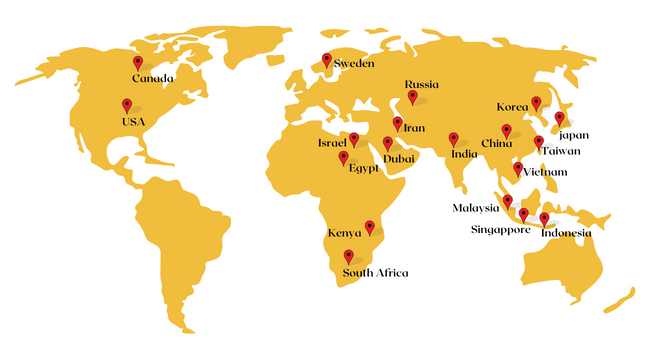 Sweden
Canada
Russia
Korea
USA
Iran
japan
Israel
China
Taiwan
India
Dubai
Egypt
Vietnam
Malaysia
Singappore
Kenya
Indonesia
South Africa